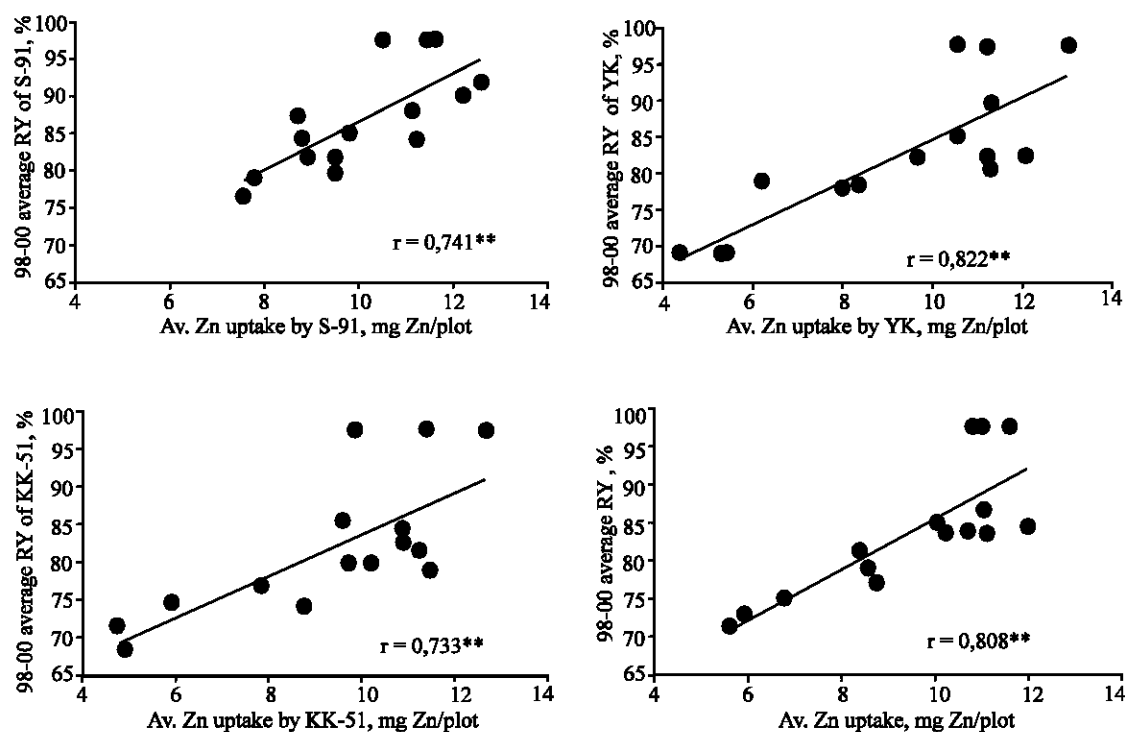 98-00 average RY of S-91, %
100
95
90
85
80
75
70
65
r = 0,741**
4 6 8 10 12 14
Av. Zn uptake by S-91, mg Zn/plot
98-00 average RY of YK, %
100
95
90
85
80
75
70
65
r = 0,822**
4 6 8 10 12 14
Av. Zn uptake by YK, mg Zn/plot
98-00 average RY of KK-51, %
100
95
90
85
80
75
70
65
r = 0,733**
4 6 8 10 12 14
Av. Zn uptake by KK-51, mg Zn/plot
98-00 average RY , %
100
95
90
85
80
75
70
65
r = 0,808**
4 6 8 10 12 14
Av. Zn uptake, mg Zn/plot